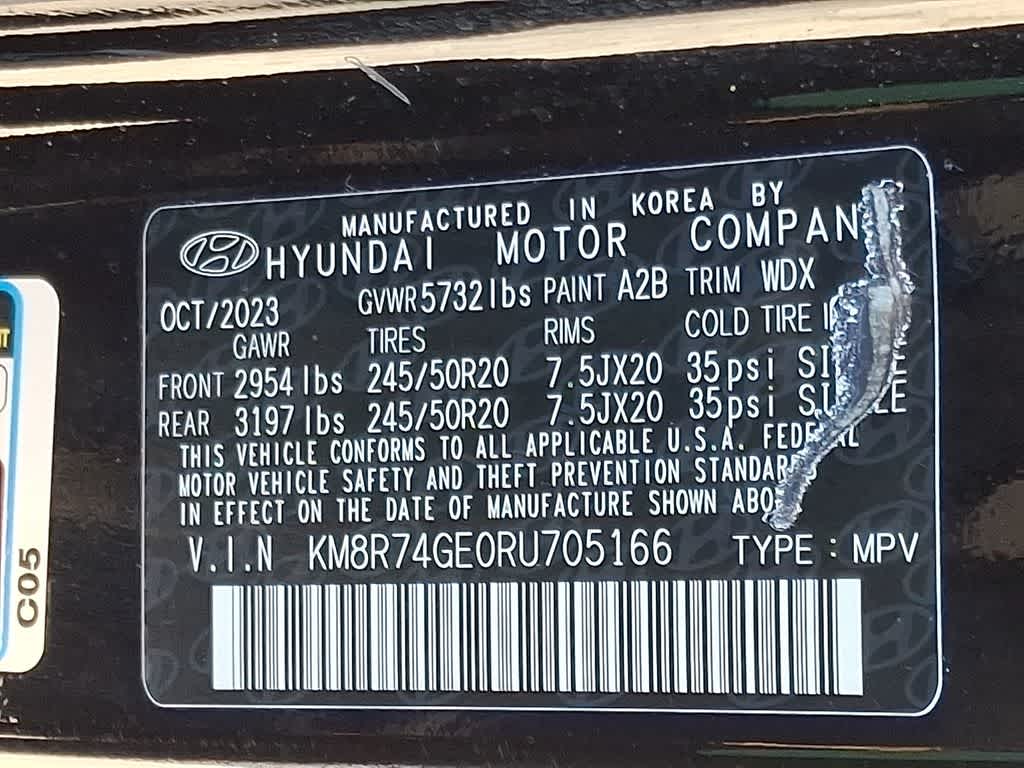 MANUFACTURED IN KOREA BY
HYUNDAI MOTOR COMPAN
OCT/2023 GVWR 5732lbs PAINT A2B TRIM WDX
GAWR TIRES RIMS COLD TIRE
FRONT 2954 lbs 245/50R20 7.5JX20 35psi
REAR 3197 lbs 245/50R20 7.5JX20 35psi
THIS VEHICLE CONFORMS TO ALL APPLICABLE U.S.A. FEDERAL
MOTOR VEHICLE SAFETY AND THEFT PREVENTION STANDAR
IN EFFECT ON THE DATE OF MANUFACTURE SHOWN ABO
V.I.N KM8R74GE0RU705166 TYPE : MPV
C05